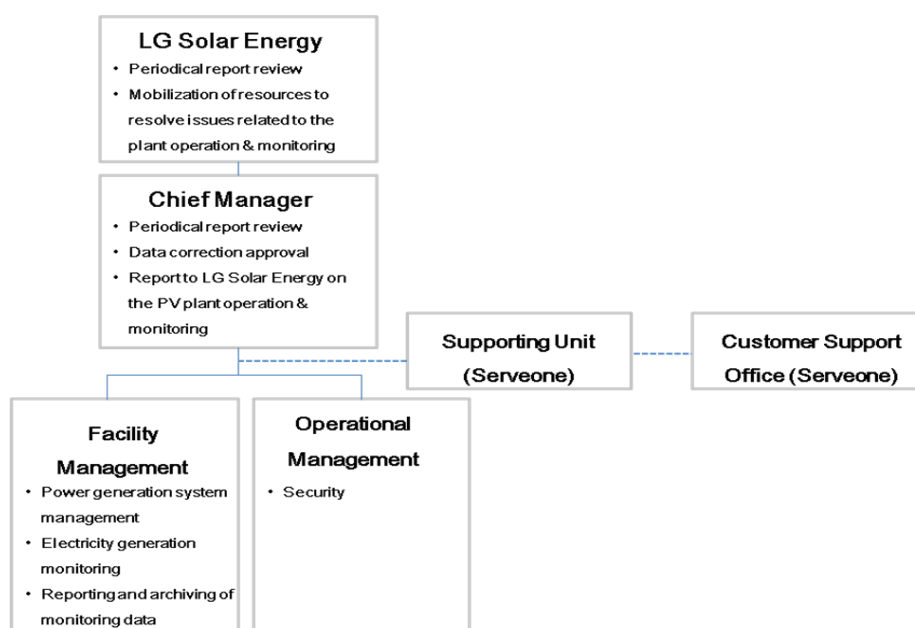 LG Solar Energy
• Periodical report review
• Mobilization of resources to
resolve issues related to the
plant operation & monitoring
Chief Manager
• Periodical report review
• Data correction approval
• Report to LG Solar Energy on
the PV plant operation &
monitoring
Supporting Unit
(Serveone)
Customer Support
Office (Serveone)
Facility
Management
• Power generation system
management
• Electricity generation
monitoring
• Reporting and archiving of
monitoring data
Operational
Management
• Security